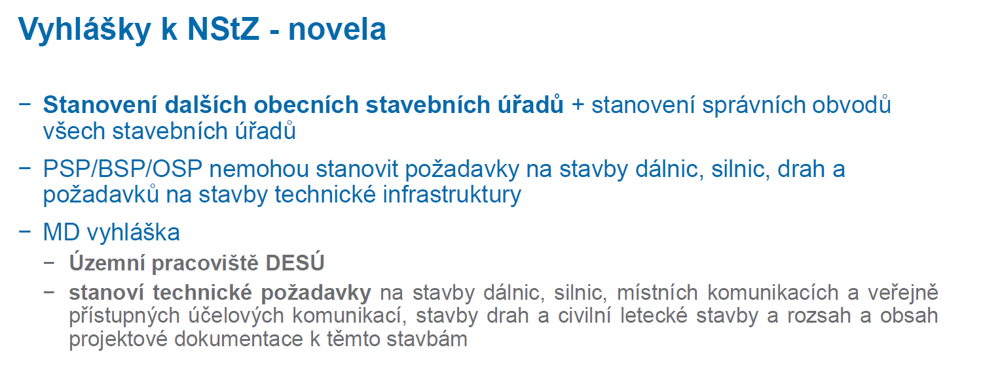 Vyhlášky k NStZ - novela
− Stanovení dalších obecních stavebních úřadů + stanovení správních obvodů
všech stavebních úřadů
− PSP/BSP/OSP nemohou stanovit požadavky na stavby dálnic, silnic, drah a
požadavků na stavby technické infrastruktury
− MD vyhláška
− Územní pracoviště DESÚ
− stanoví technické požadavky na stavby dálnic, silnic, místních komunikacích a veřejně
přístupných účelových komunikací, stavby drah a civilní letecké stavby a rozsah a obsah
projektové dokumentace k těmto stavbám